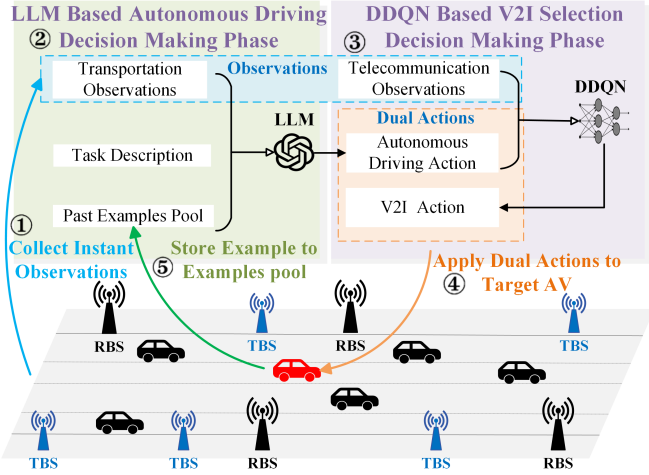 LLM Based Autonomous Driving
Decision Making Phase
②
DDQN Based V2I Selection
Decision Making Phase
③
Transportation
Observations
Observations
Telecommunication
Observations
DDQN
Dual Actions
LLM
Autonomous
Driving Action
Task Description
V2I Action
Past Examples Pool
①
Collect Instant
Observations
⑤
Store Example to
Examples pool
Apply Dual Actions to
Target AV
④
RBS
TBS
RBS
TBS
TBS
TBS
RBS
TBS
RBS